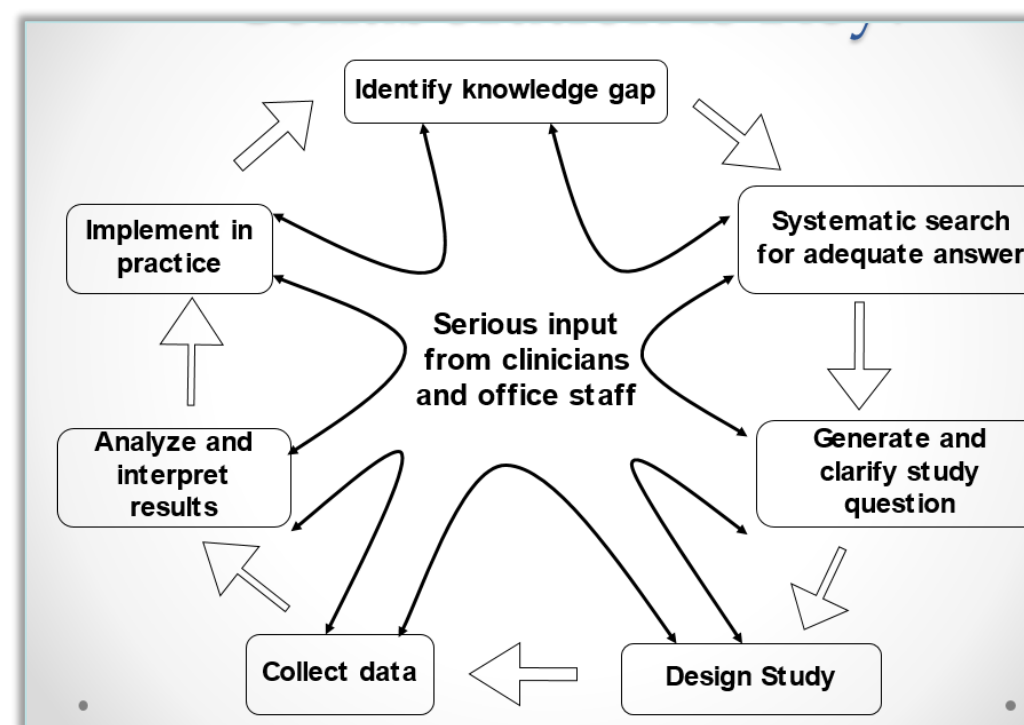 Identify knowledge gap
Systematic search
for adequate answer
Implement in
practice
Serious input
from clinicians
and office staff
Generate and
clarify study
question
Analyze and
interpret
results
Collect data
Design Study